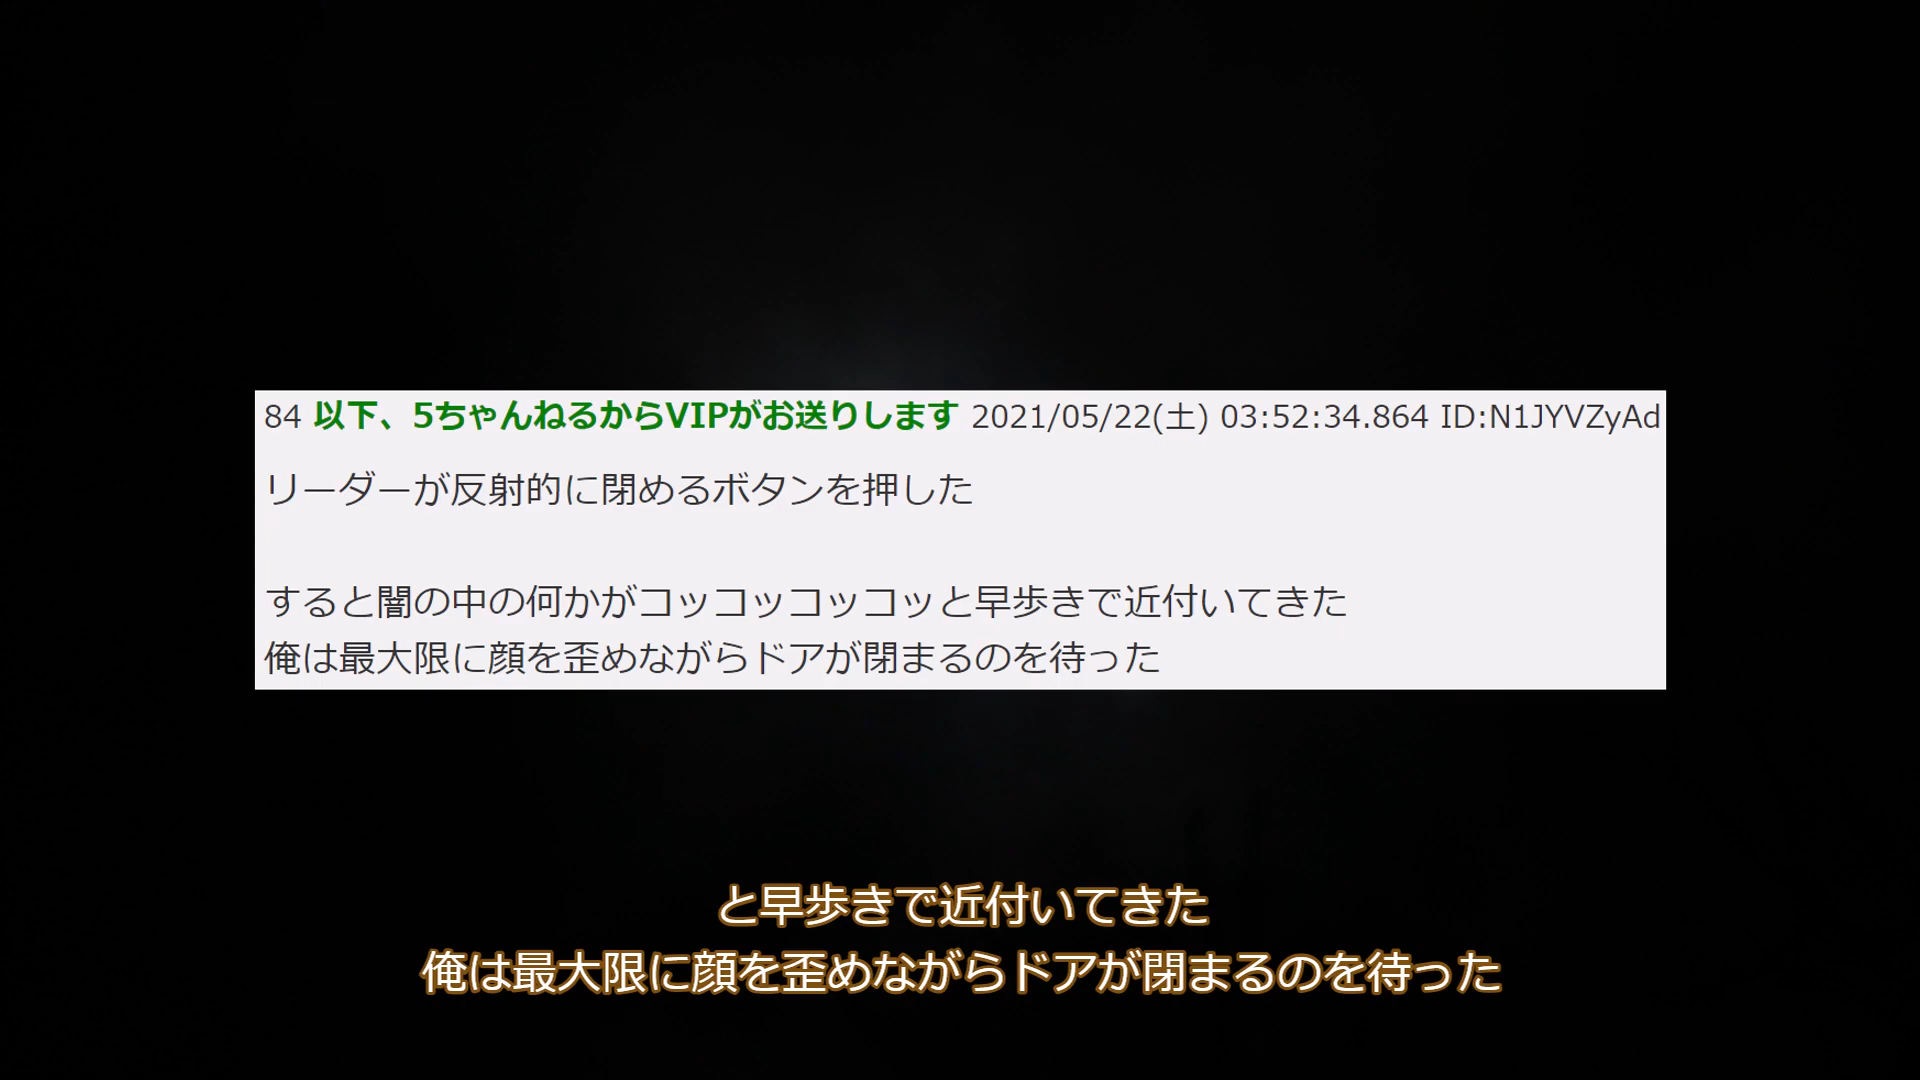 84 以下、5ちゃんねるからVIPがお送りします 2021/05/22(土) 03:52:34.864 ID:N1JYVZyAd
リーダーが反射的に閉めるボタンを押した
すると闇の中の何かがコッコッコッコッと早歩きで近付いてきた
俺は最大限に顔を歪めながらドアが閉まるのを待った
と早歩きで近付いてきた
俺は最大限に顔を歪めながらドアが閉まるのを待った